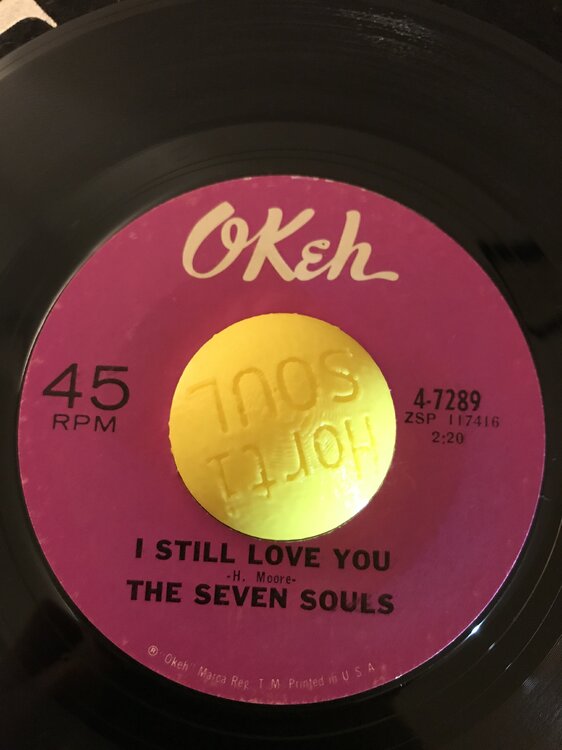 OKeh
45
RPM
4-7289
ZSP 117416
2:20
Horti
SOUL
I STILL LOVE YOU
-H. Moore-
THE SEVEN SOULS
® "Okeh" Marca Reg. T. M. Printed in U S A